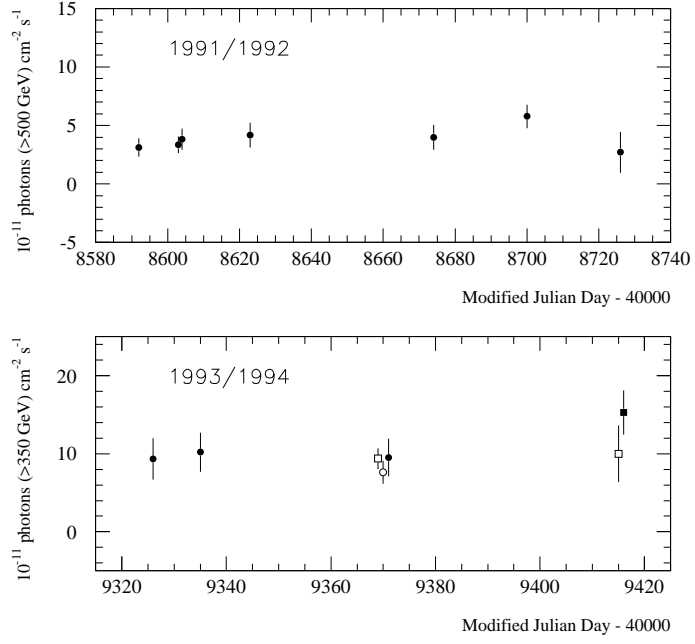 1991/1992
10⁻¹¹ photons (>500 GeV) cm⁻² s⁻¹
15
10
5
0
-5
8580 8600 8620 8640 8660 8680 8700 8720 8740
Modified Julian Day - 40000
1993/1994
10⁻¹¹ photons (>350 GeV) cm⁻² s⁻¹
20
10
0
9320 9340 9360 9380 9400 9420
Modified Julian Day - 40000